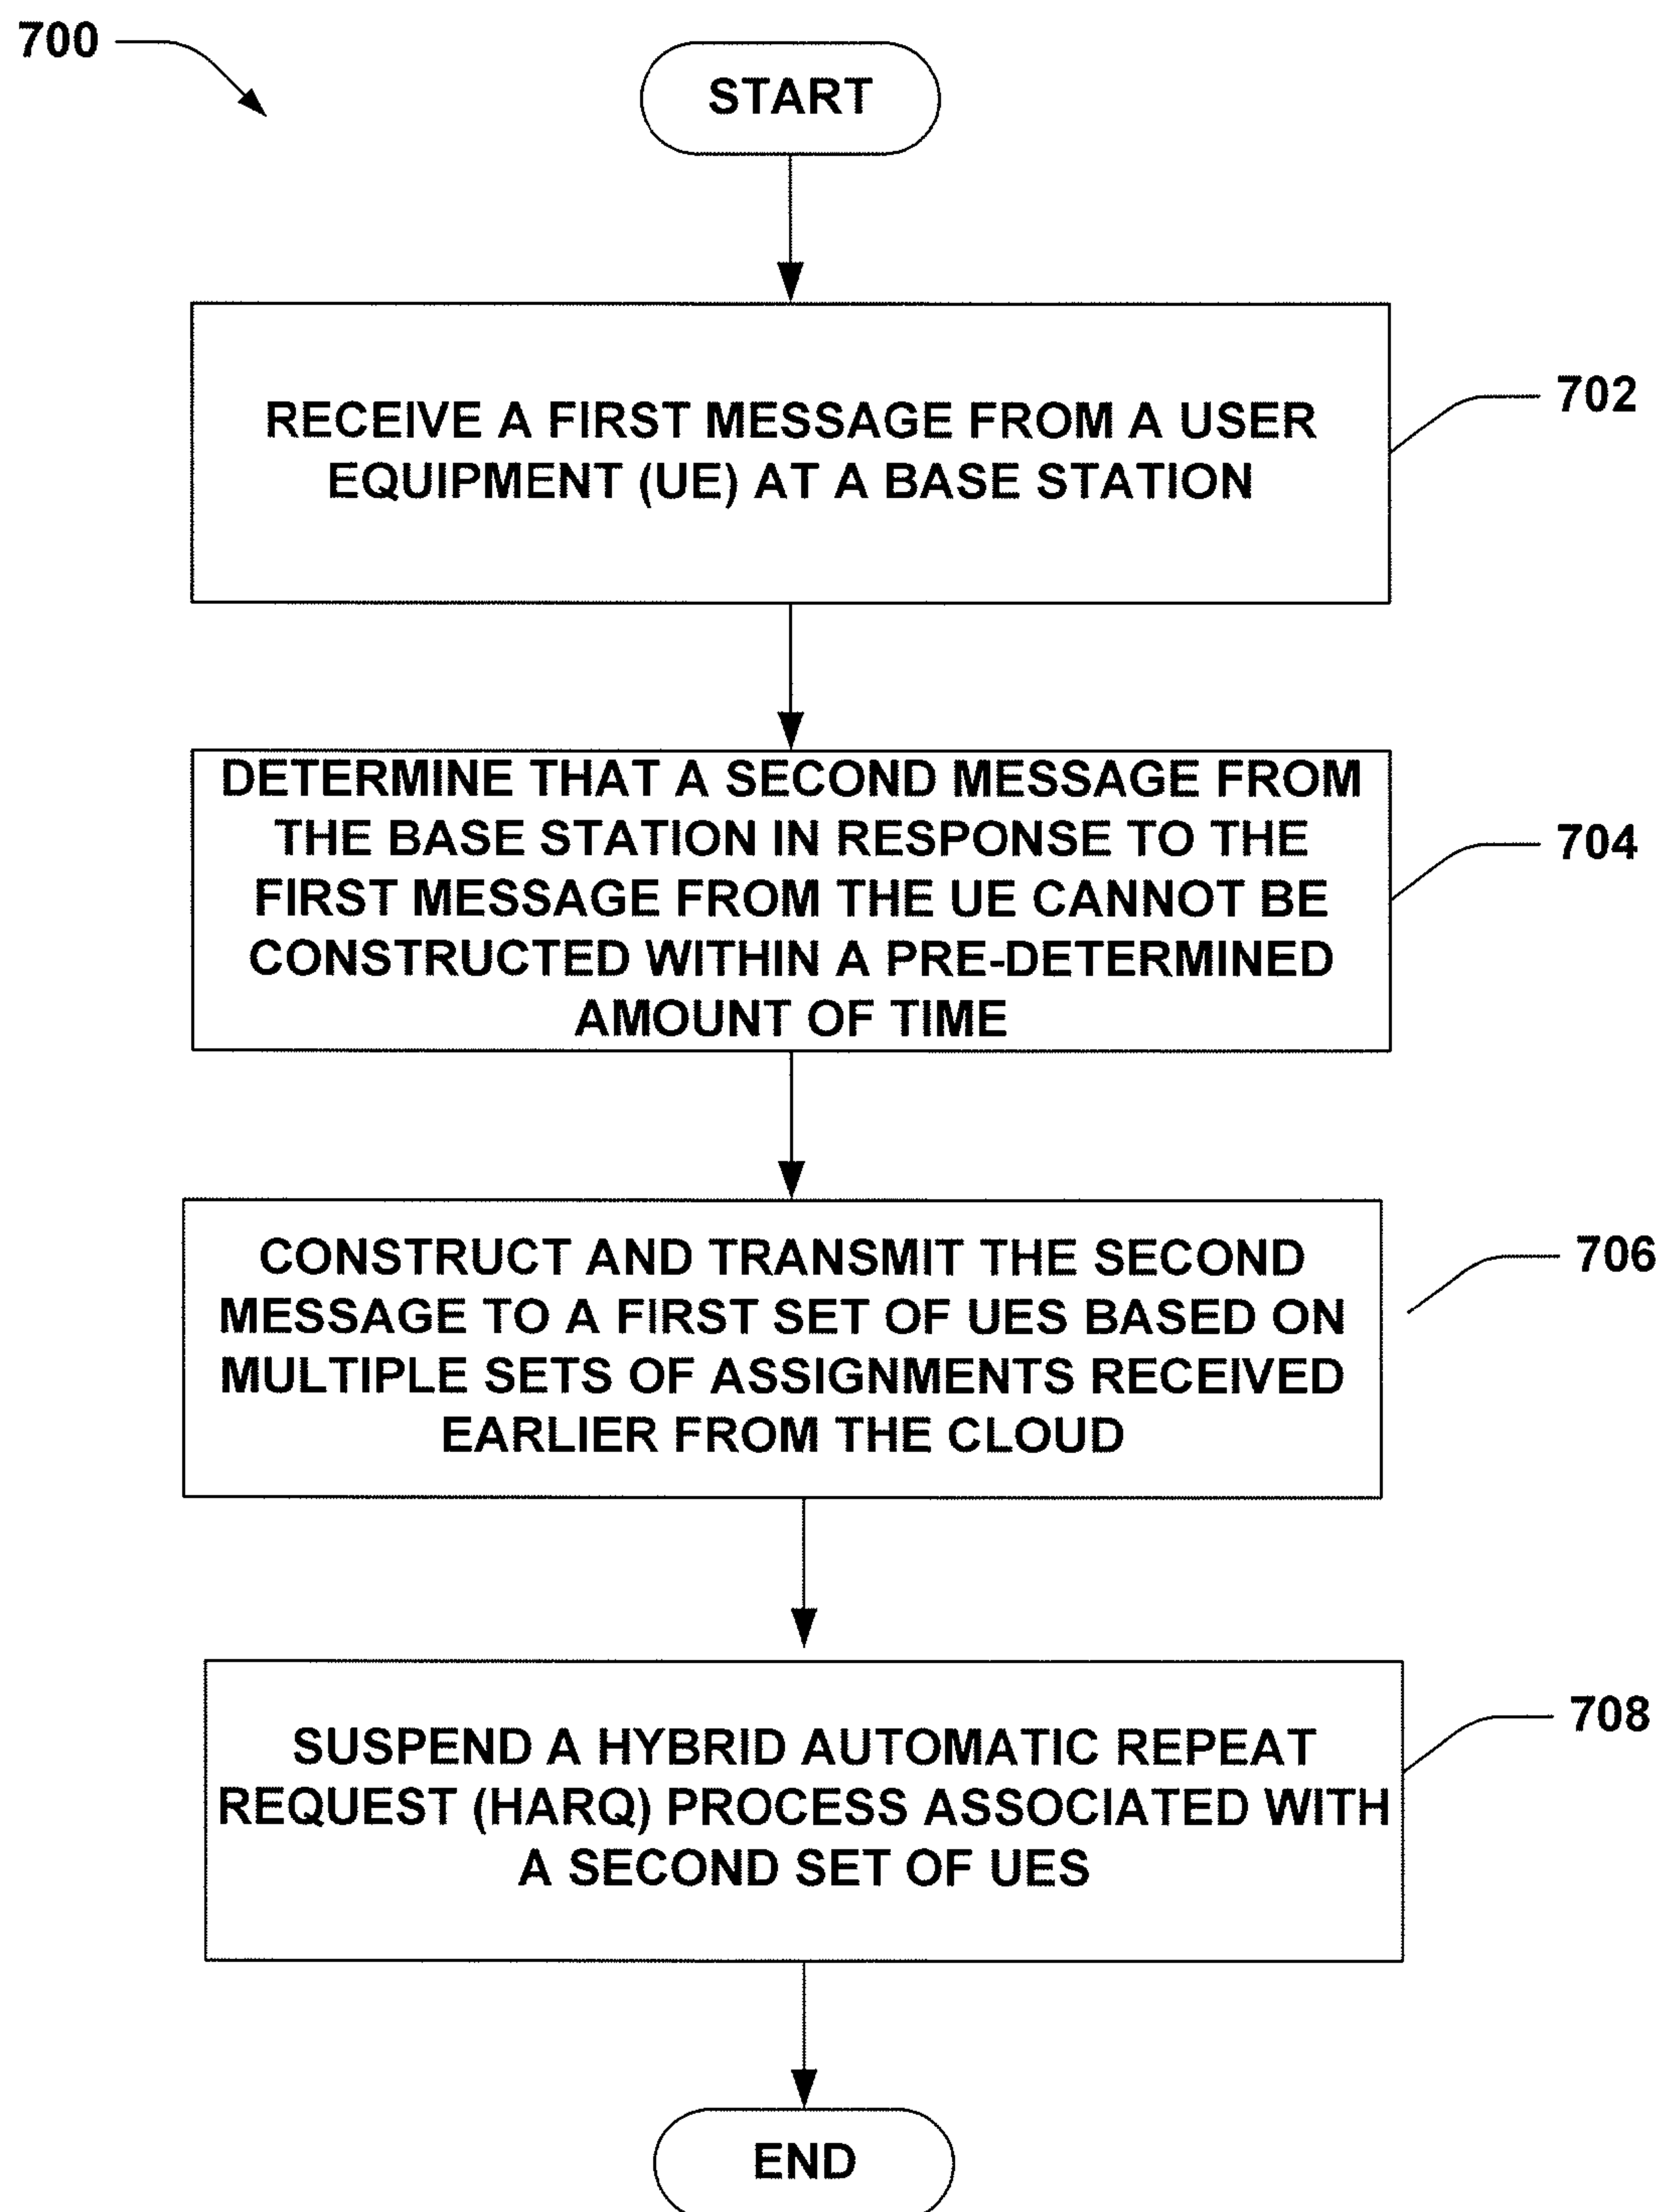 700
START
RECEIVE A FIRST MESSAGE FROM A USER
EQUIPMENT (UE) AT A BASE STATION
702
DETERMINE THAT A SECOND MESSAGE FROM
THE BASE STATION IN RESPONSE TO THE
FIRST MESSAGE FROM THE UE CANNOT BE
CONSTRUCTED WITHIN A PRE-DETERMINED
AMOUNT OF TIME
704
CONSTRUCT AND TRANSMIT THE SECOND
MESSAGE TO A FIRST SET OF UES BASED ON
MULTIPLE SETS OF ASSIGNMENTS RECEIVED
EARLIER FROM THE CLOUD
706
SUSPEND A HYBRID AUTOMATIC REPEAT
REQUEST (HARQ) PROCESS ASSOCIATED WITH
A SECOND SET OF UES
708
END